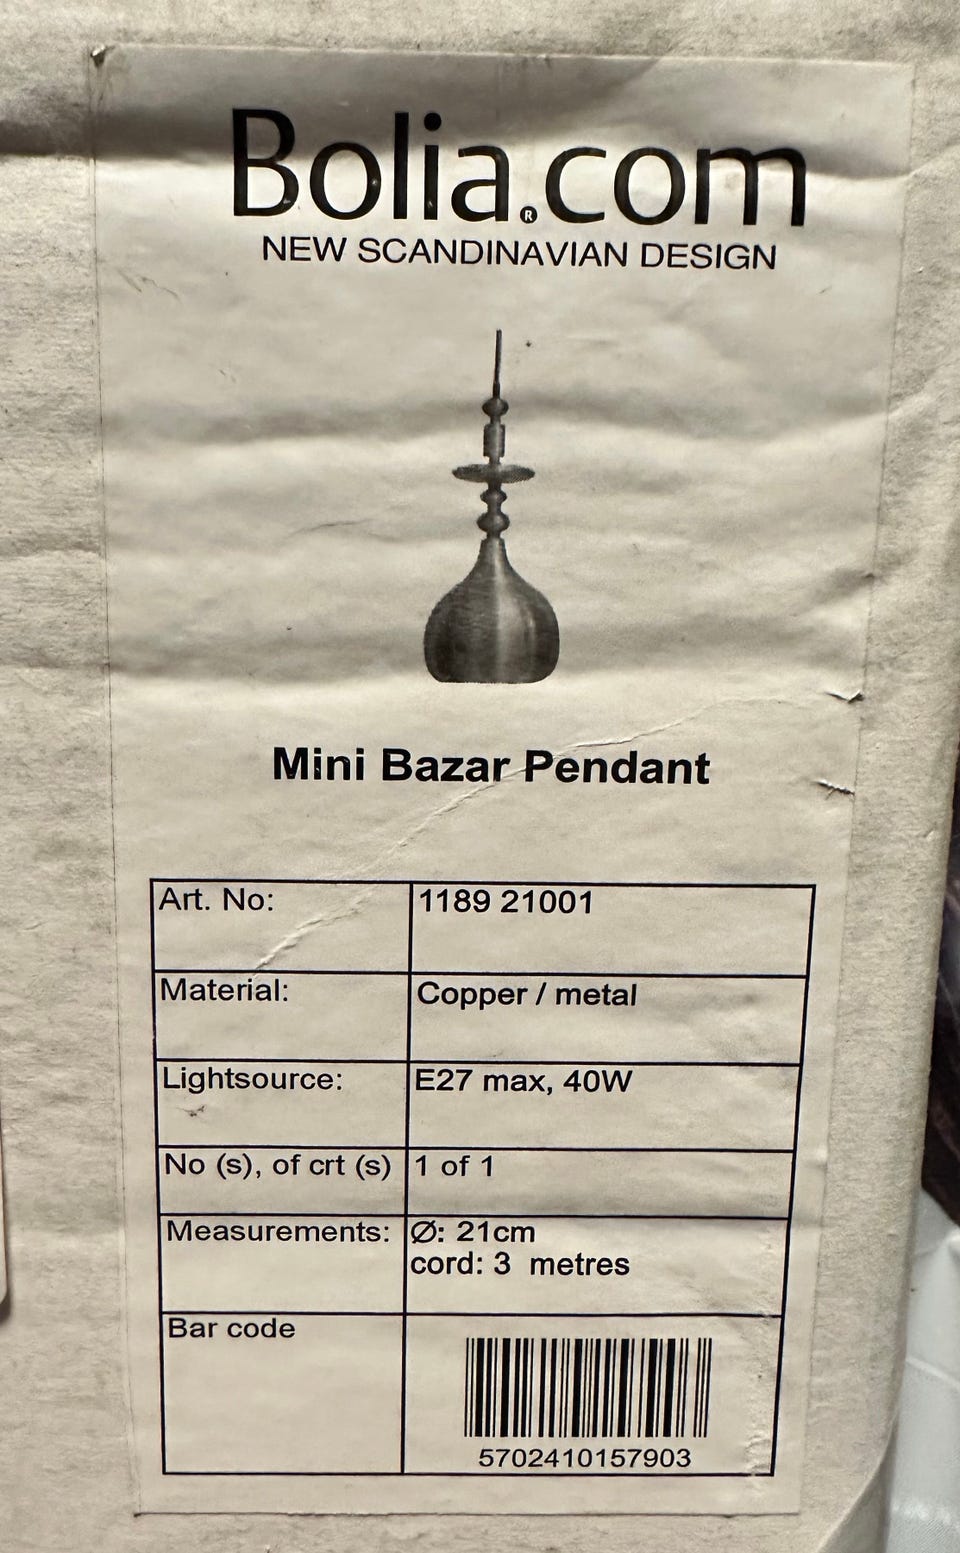 Bolia.com
®
NEW SCANDINAVIAN DESIGN
Mini Bazar Pendant
Art. No: 1189 21001
Material: Copper / metal
Lightsource: E27 max, 40W
No (s), of crt (s) 1 of 1
Measurements: Ø: 21cm
cord: 3 metres
Bar code
5702410157903